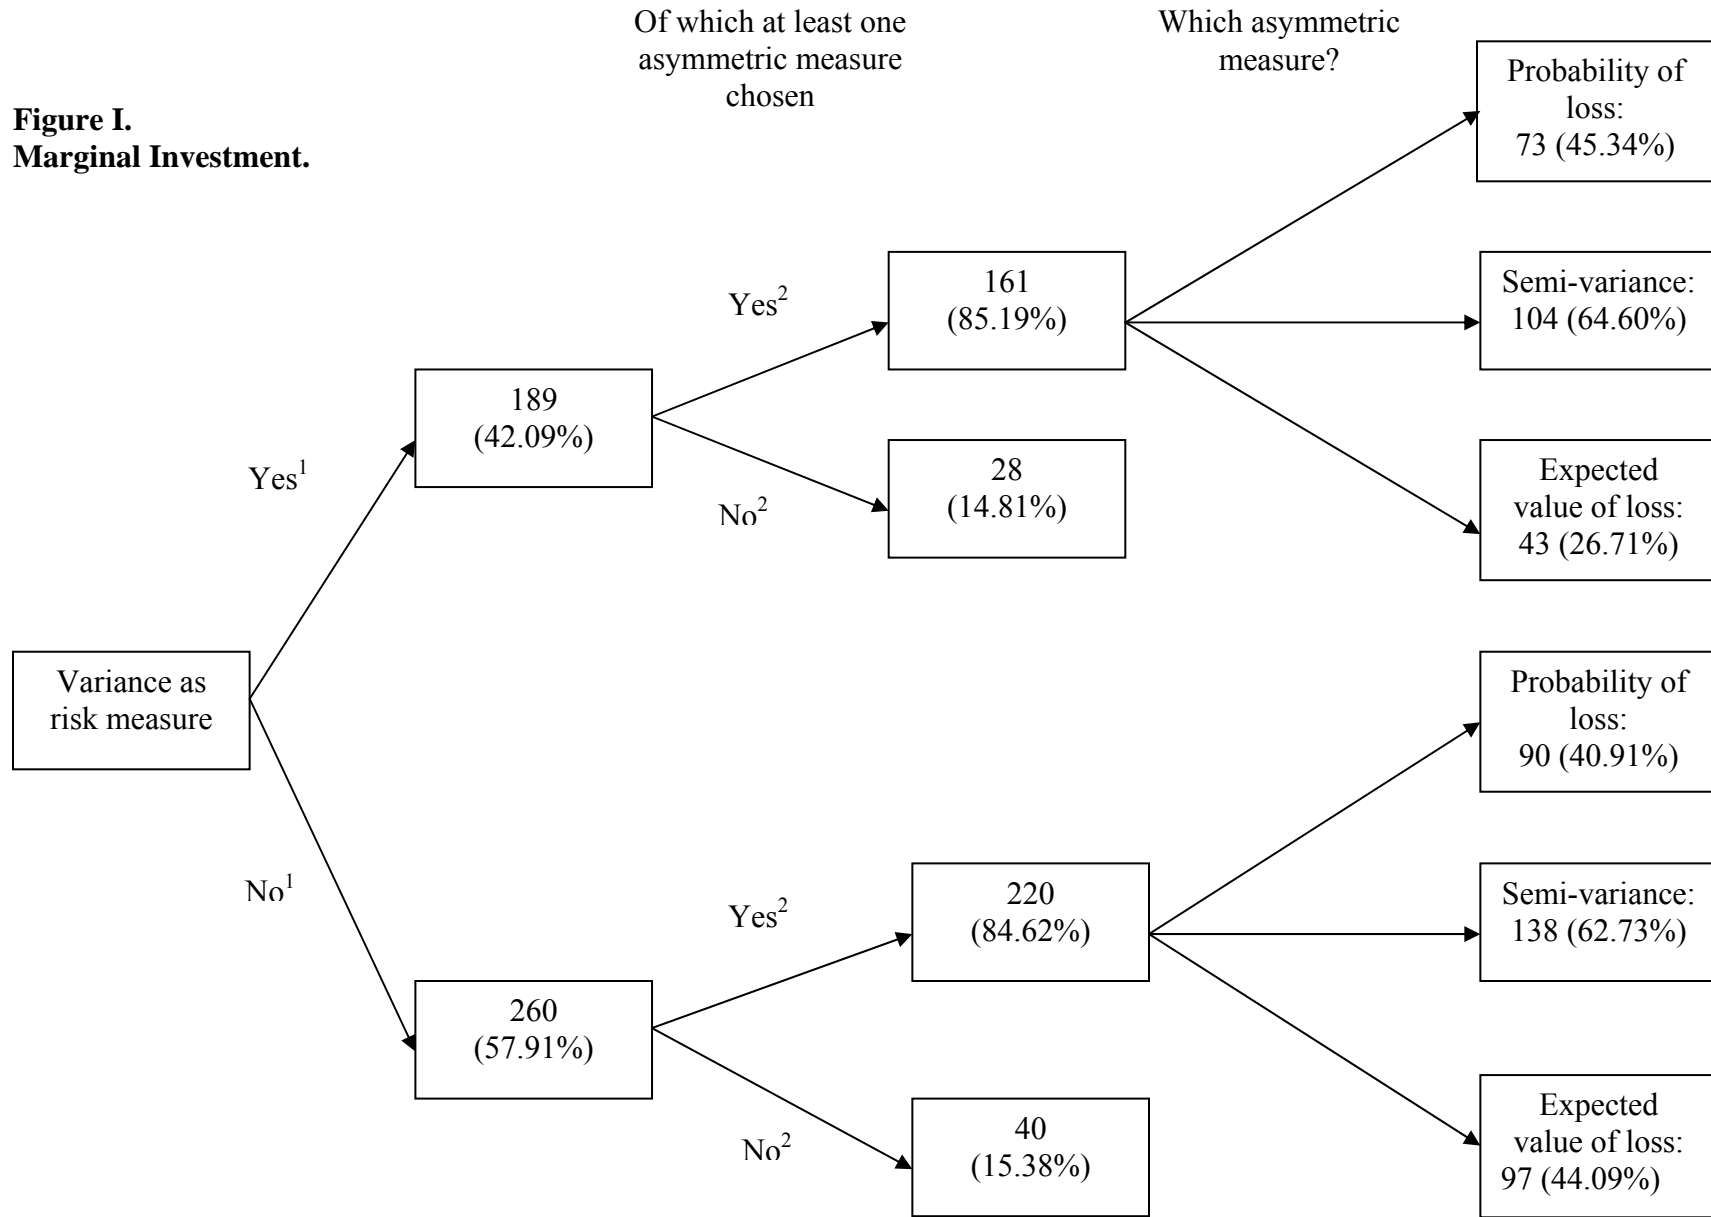 Of which at least one
asymmetric measure
chosen
Which asymmetric
measure?
Figure I.
Marginal Investment.
Probability of
loss:
73 (45.34%)
161
(85.19%)
Semi-variance:
104 (64.60%)
Yes²
189
(42.09%)
Yes¹
28
(14.81%)
No²
Expected
value of loss:
43 (26.71%)
Variance as
risk measure
Probability of
loss:
90 (40.91%)
No¹
Yes²
220
(84.62%)
Semi-variance:
138 (62.73%)
260
(57.91%)
No²
40
(15.38%)
Expected
value of loss:
97 (44.09%)